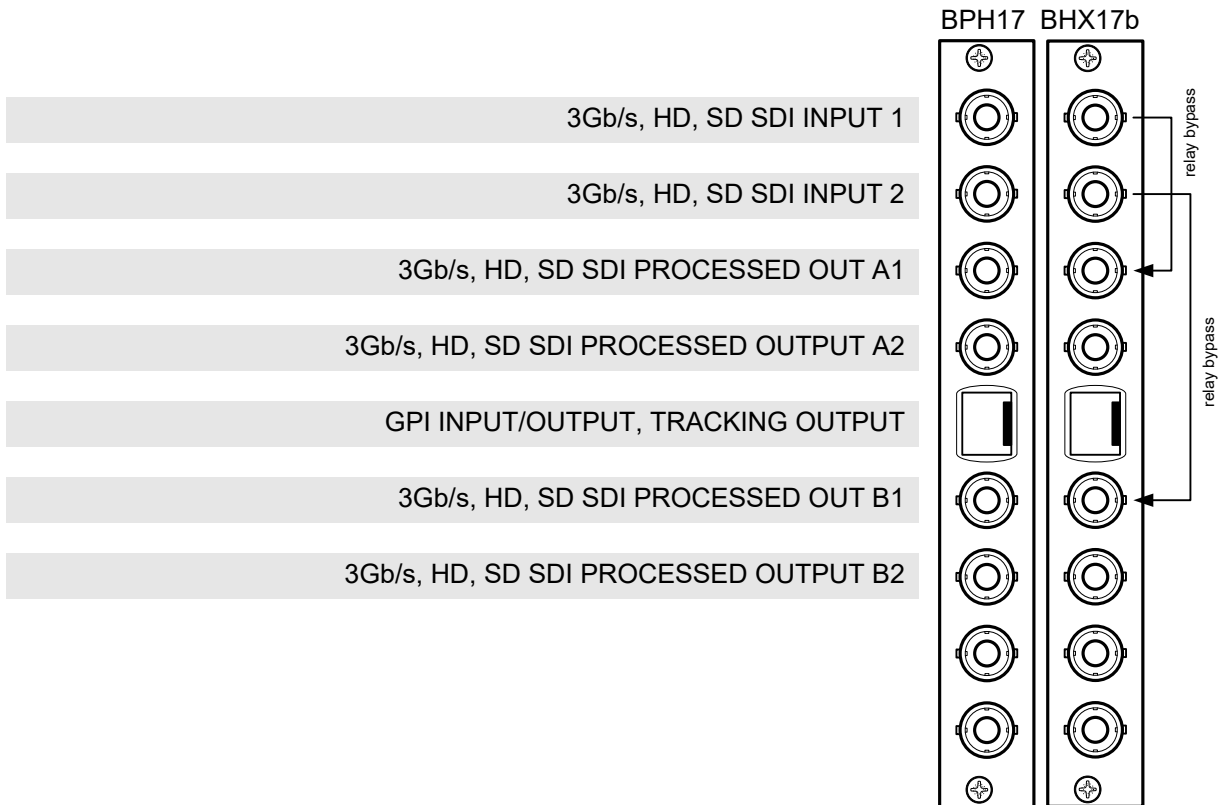 BPH17 BHX17b
3Gb/s, HD, SD SDI INPUT 1
relay bypass
3Gb/s, HD, SD SDI INPUT 2
3Gb/s, HD, SD SDI PROCESSED OUT A1
3Gb/s, HD, SD SDI PROCESSED OUTPUT A2
relay bypass
GPI INPUT/OUTPUT, TRACKING OUTPUT
3Gb/s, HD, SD SDI PROCESSED OUT B1
3Gb/s, HD, SD SDI PROCESSED OUTPUT B2